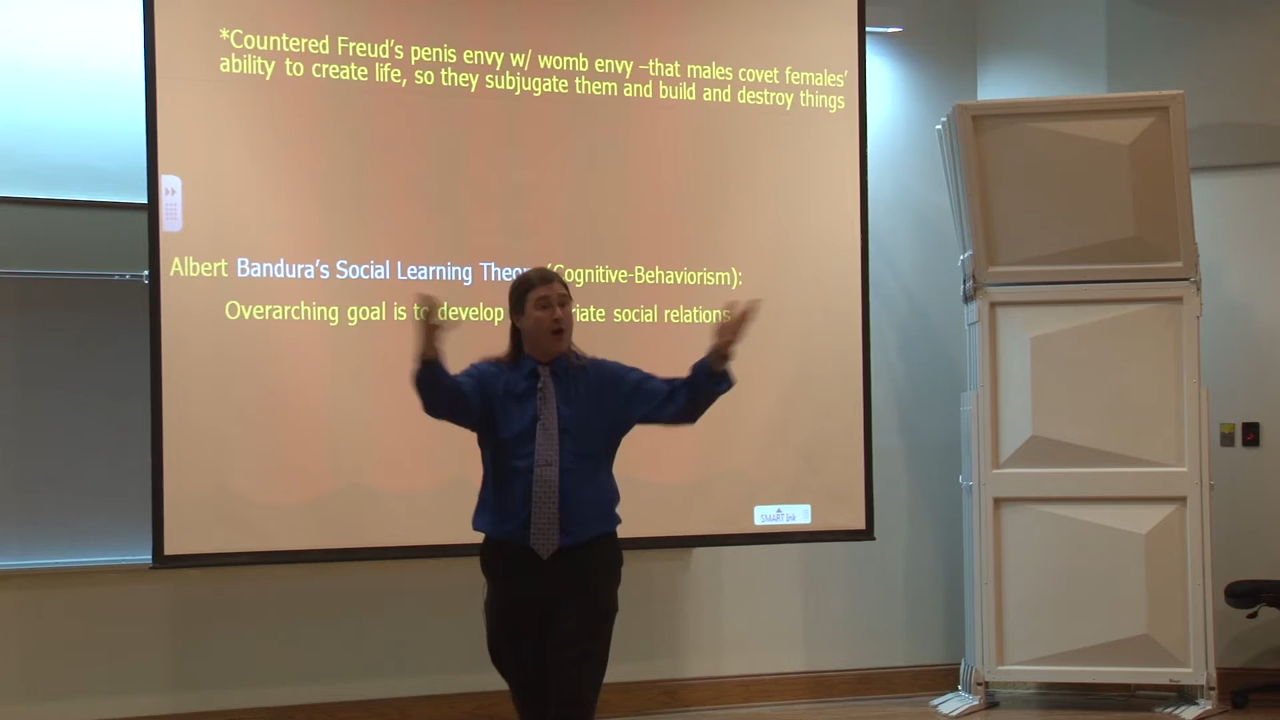 *Countered Freud's penis envy w/ womb envy –that males covet females'
ability to create life, so they subjugate them and build and destroy things
Albert Bandura's Social Learning (Cognitive-Behaviorism):
Overarching goal is to develop social relations
SMART Ink